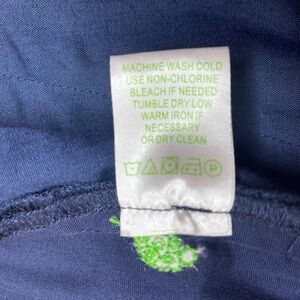 MACHINE WASH COLD
USE NON-CHLORINE
BLEACH IF NEEDED
TUMBLE DRY LOW
WARM IRON IF
NECESSARY
OR DRY CLEAN
P